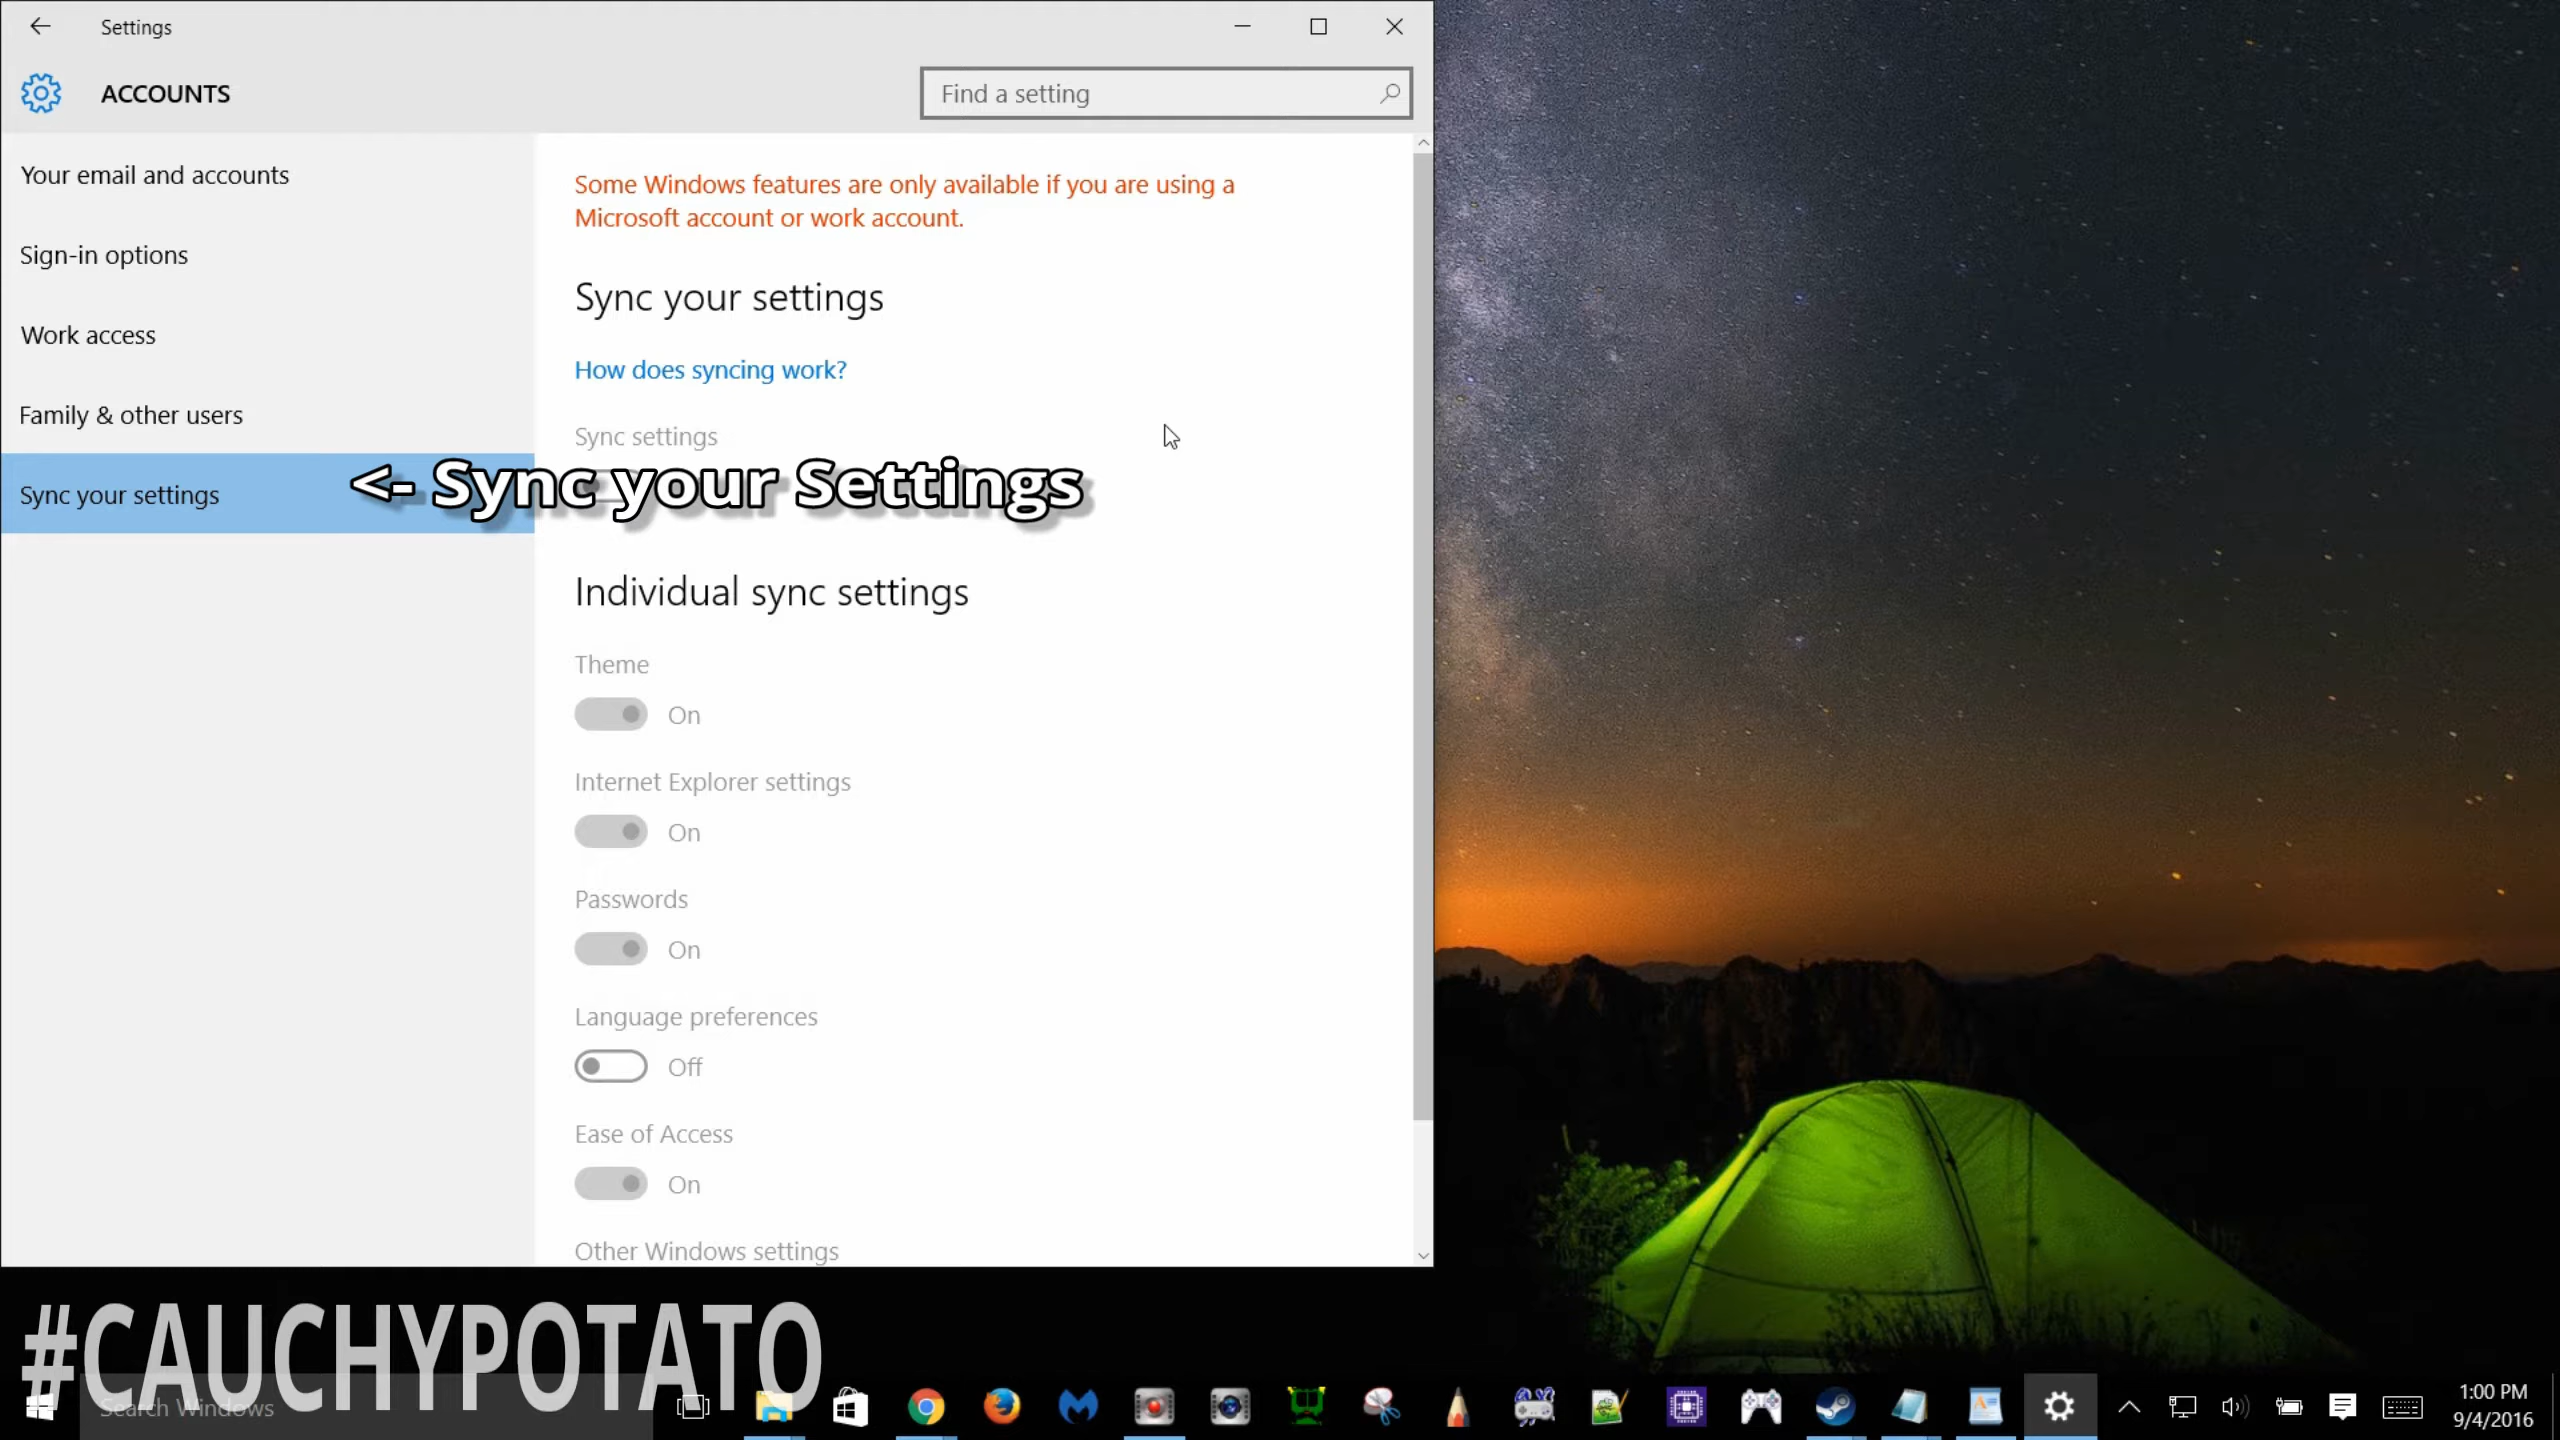 Settings
ACCOUNTS
Find a setting
Your email and accounts
Sign-in options
Work access
Family & other users
Sync your settings
Some Windows features are only available if you are using a
Microsoft account or work account.
Sync your settings
How does syncing work?
Sync settings
<- Sync your Settings
Individual sync settings
Theme
On
Internet Explorer settings
On
Passwords
On
Language preferences
Off
Ease of Access
On
Other Windows settings
#CAUCHYPOTATO
Search Windows
1:00 PM
9/4/2016